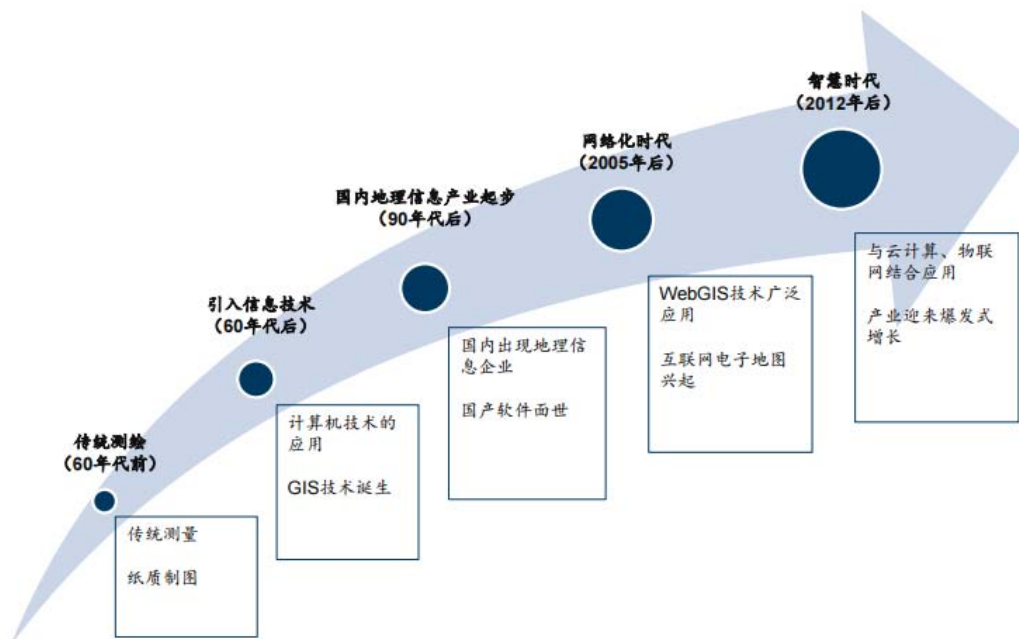 智慧时代
（2012年后）
网络化时代
（2005年后）
国内地理信息产业起步
（90年代后）
引入信息技术
（60年代后）
传统测绘
（60年代前）
传统测量
纸质制图
计算机技术的
应用
GIS技术诞生
国内出现地理信
息企业
国产软件面世
WebGIS技术广泛
应用
互联网电子地图
兴起
与云计算、物联
网结合应用
产业迎来爆发式
增长